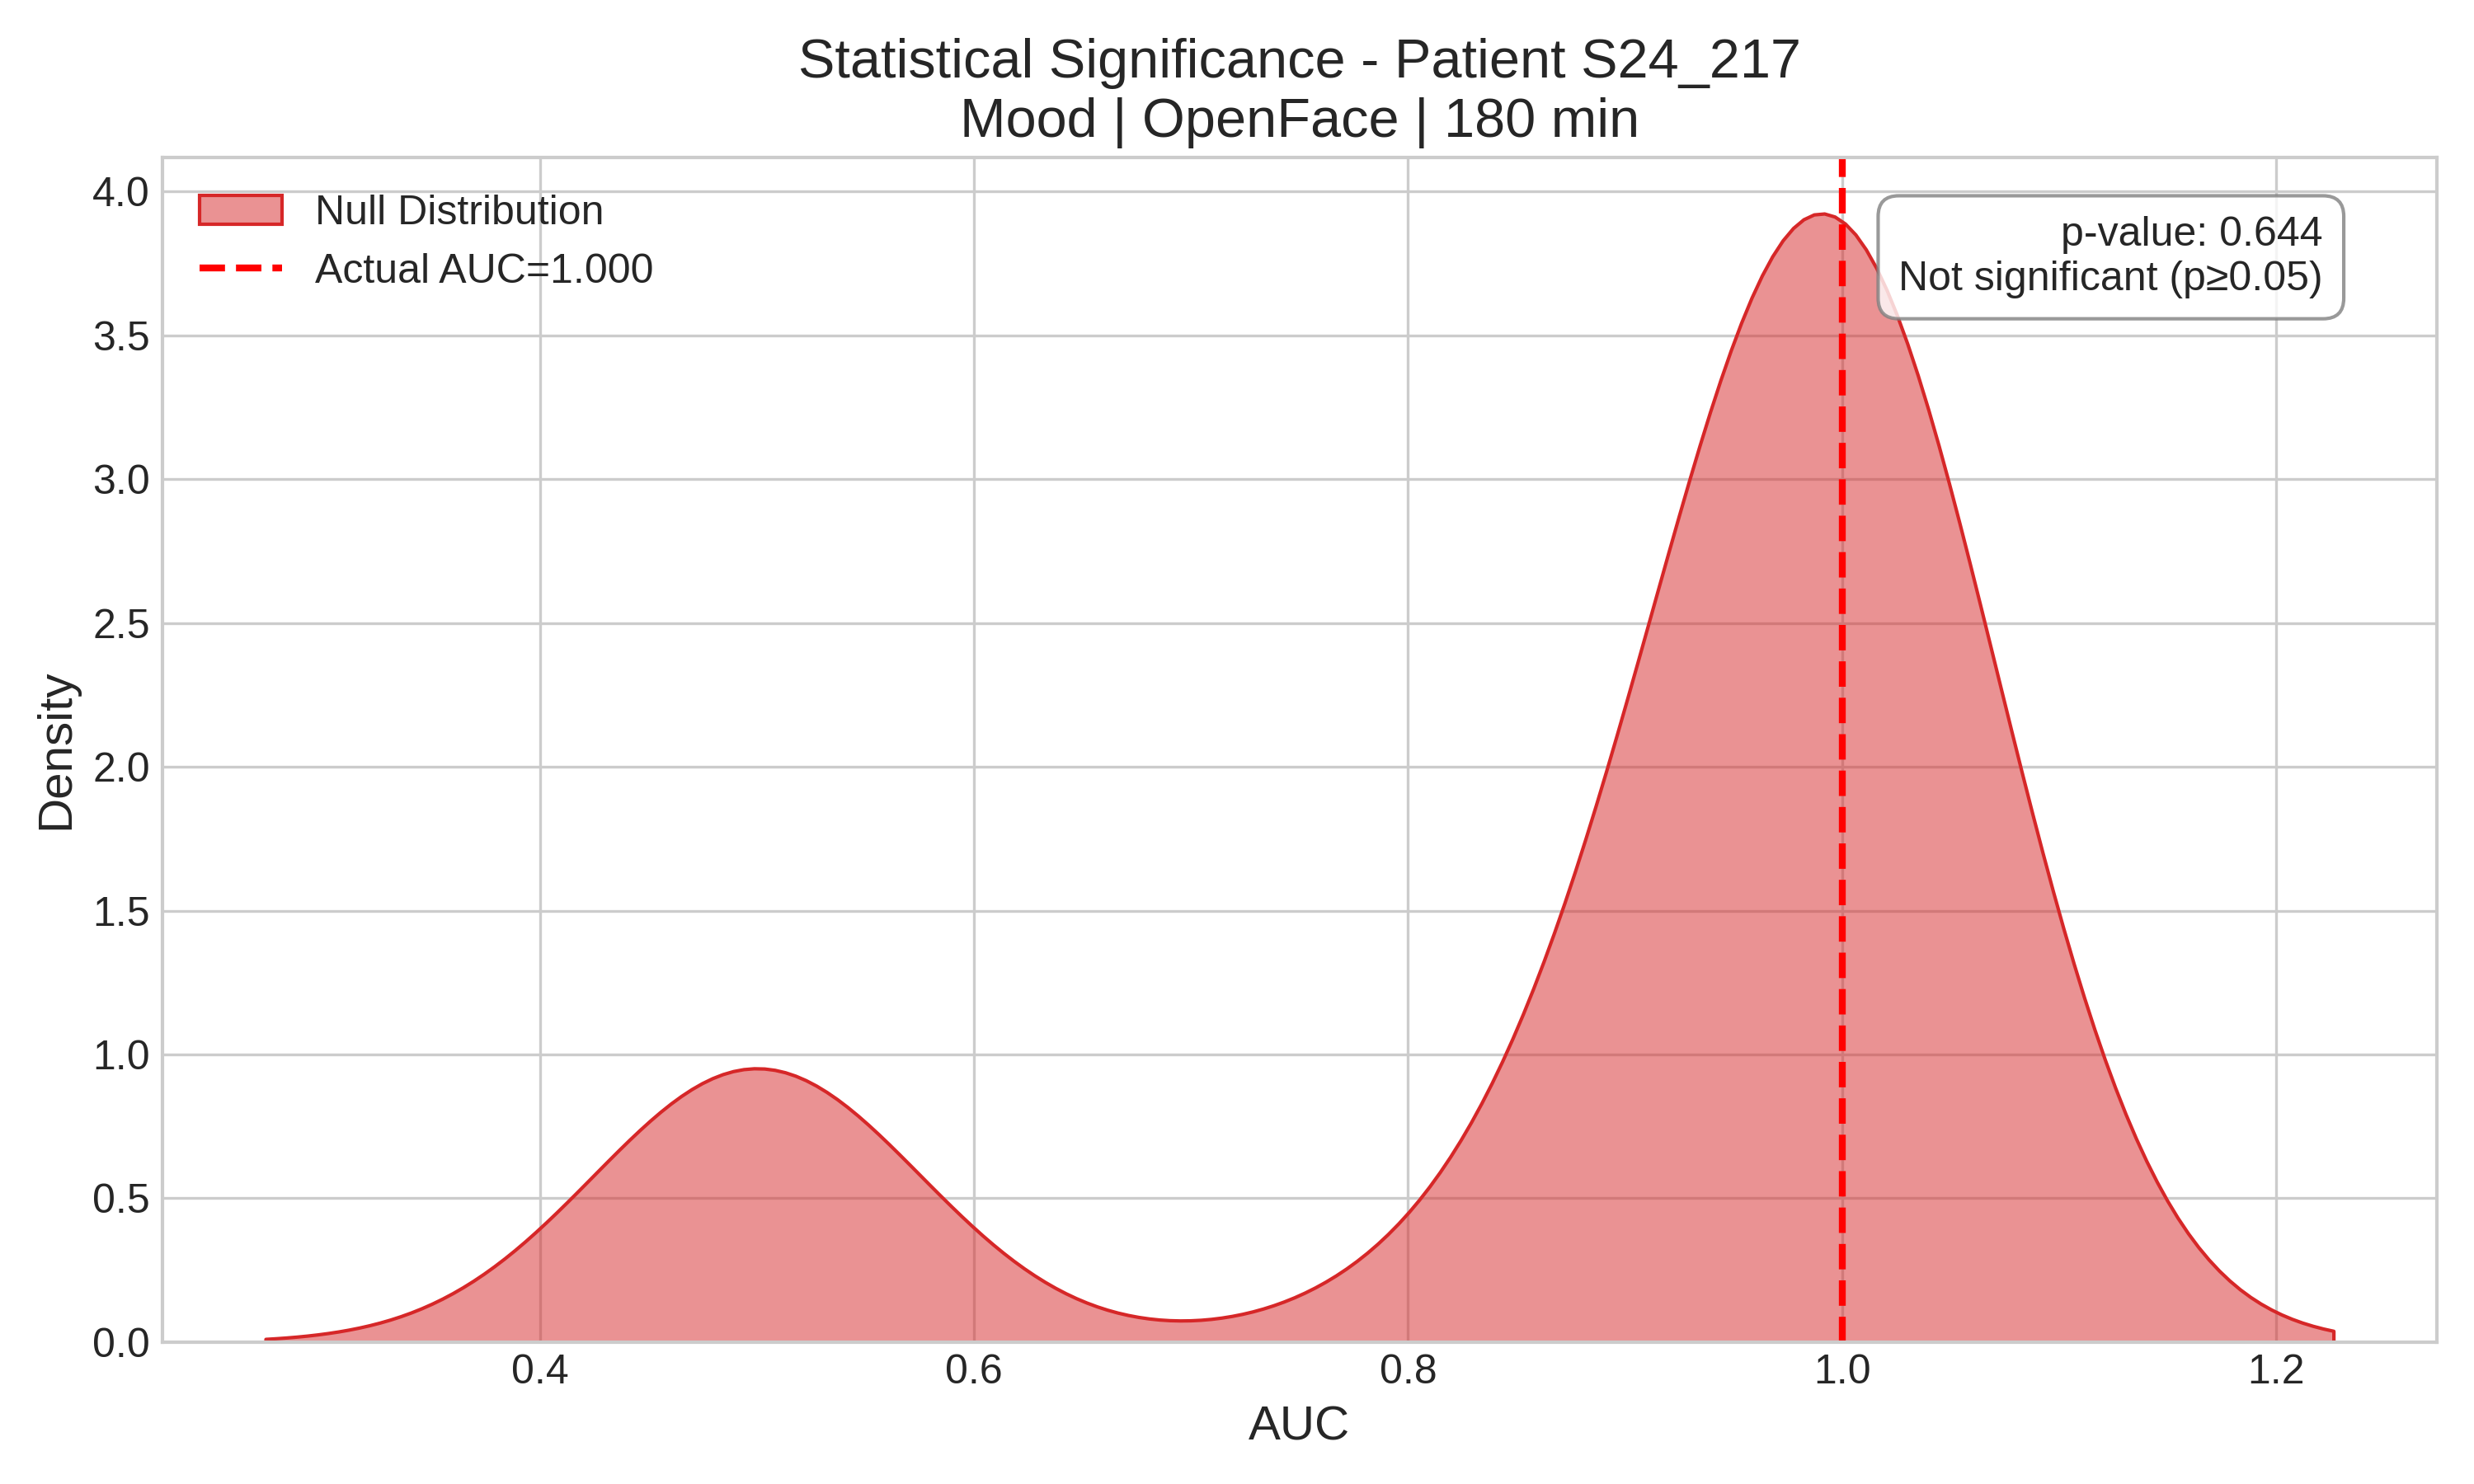 Statistical Significance - Patient S24_217
Mood | OpenFace | 180 min
Null Distribution
Actual AUC=1.000
p-value: 0.644
Not significant (p≥0.05)
4.0
3.5
3.0
2.5
2.0
1.5
1.0
0.5
0.0
Density
0.4
0.6
0.8
1.0
1.2
AUC